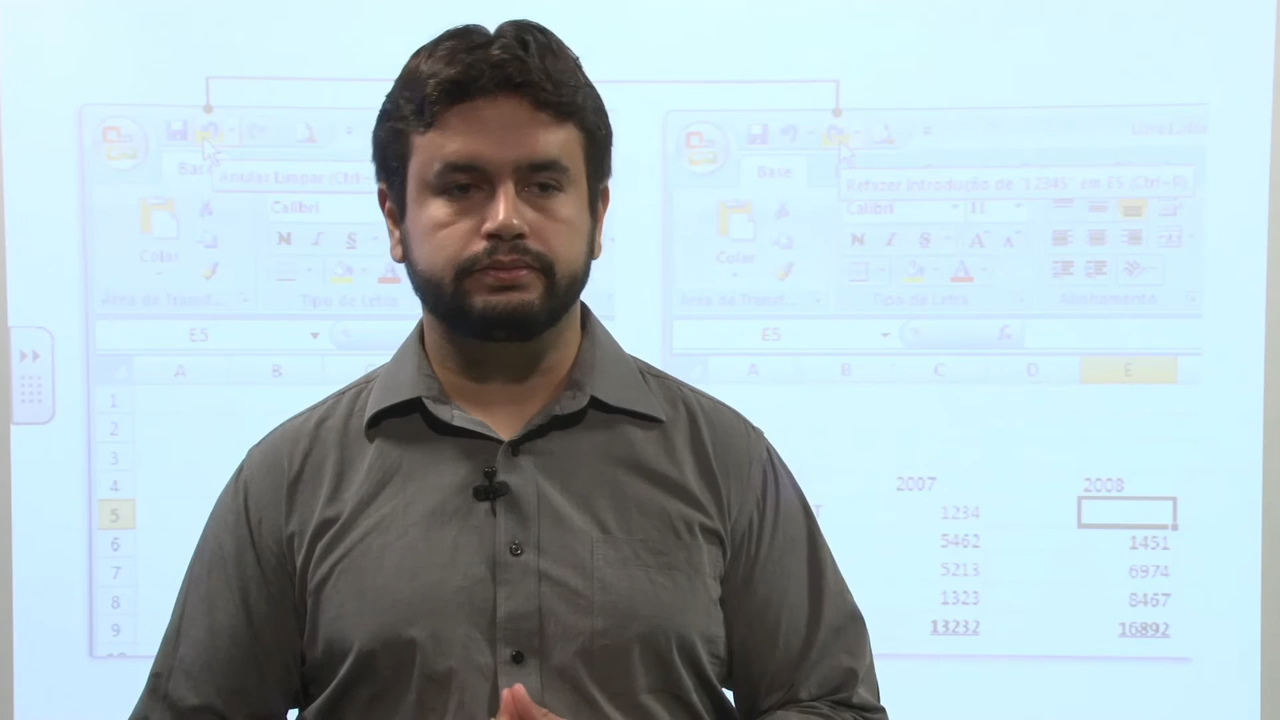 Base
Anular Limpar (Ctrl+
Calibri
N I S
Colar
Área de Transf...
Tipo de Letra
E5
A B
1
2
3
4
5
6
7
8
9
Base
Refazer Introdução de "12345" em E5 (Ctrl+P)
Calibri 11
N I S A A
Colar
Área de Transf...
Tipo de Letra
Alinhamento
E5 fx
A B C D E
2007 2008
1234
5462 1451
5213 6974
1323 8467
13232 16892